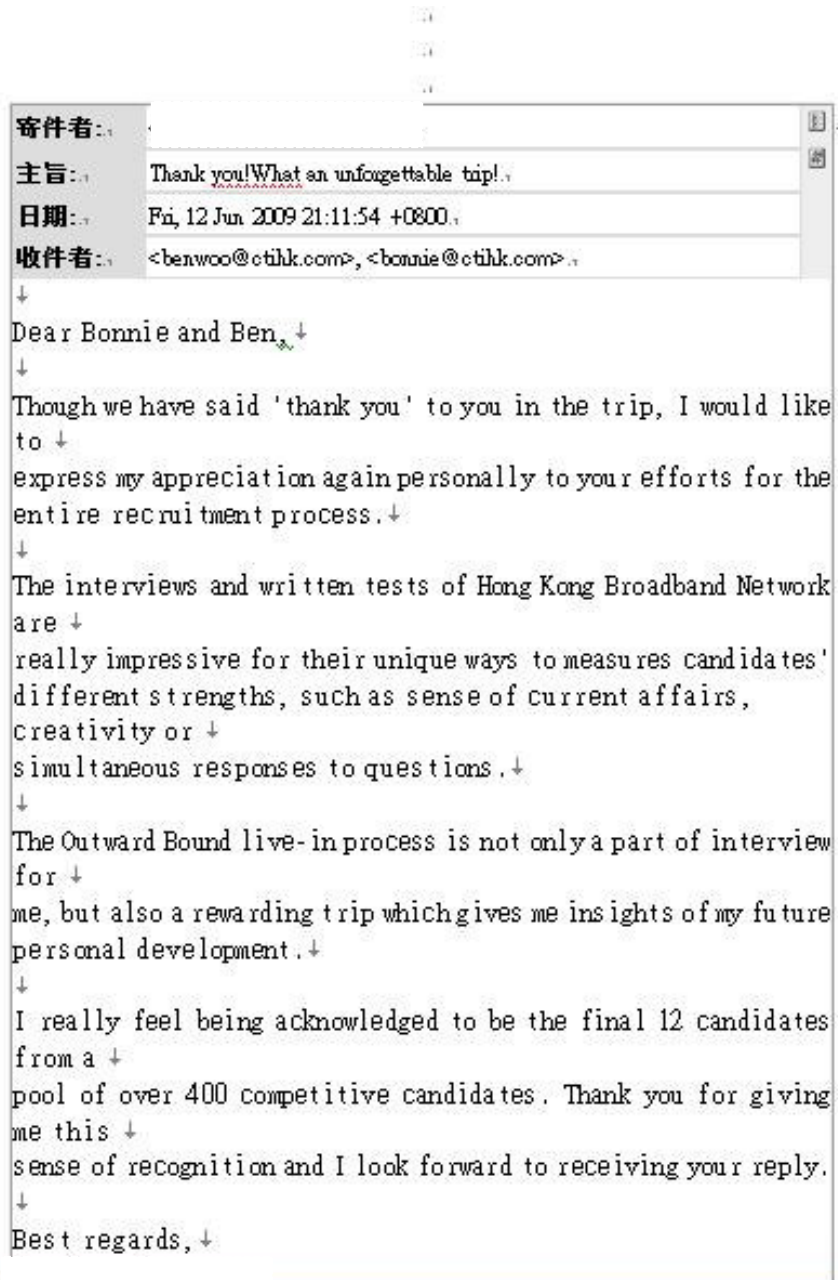 寄件者:
主旨: Thank you!What an unforgettable trip!
日期: Fri, 12 Jun 2009 21:11:54 +0800
收件者: <benwoo@ctihk.com>, <bonnie@ctihk.com>
Dear Bonnie and Ben,
Though we have said 'thank you' to you in the trip, I would like
to
express my appreciation again personally to your efforts for the
entire recruitment process.
The interviews and written tests of Hong Kong Broadband Network
are
really impressive for their unique ways to measures candidates'
different strengths, such as sense of current affairs,
creativity or
simultaneous responses to questions.
The Outward Bound live-in process is not only a part of interview
for
me, but also a rewarding trip which gives me insights of my future
personal development.
I really feel being acknowledged to be the final 12 candidates
from a
pool of over 400 competitive candidates. Thank you for giving
me this
sense of recognition and I look forward to receiving your reply.
Best regards,